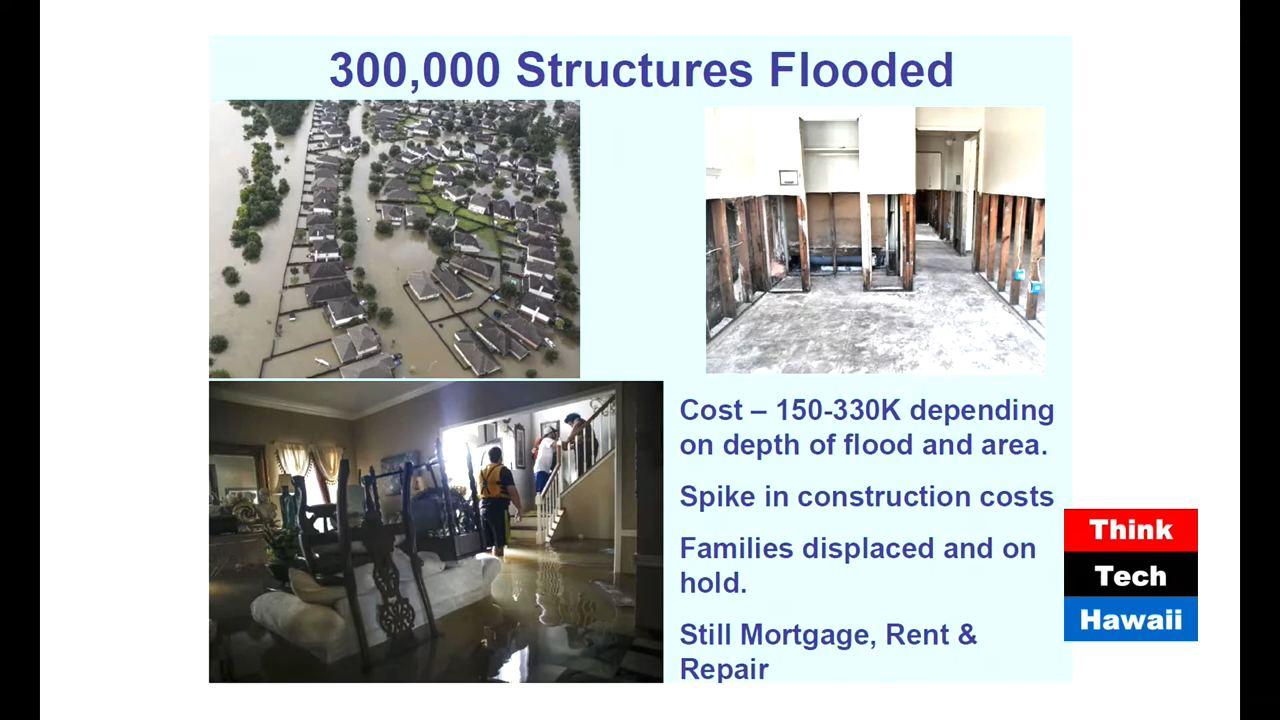 300,000 Structures Flooded
Cost – 150-330K depending
on depth of flood and area.
Spike in construction costs
Families displaced and on
hold.
Still Mortgage, Rent &
Repair
Think
Tech
Hawaii